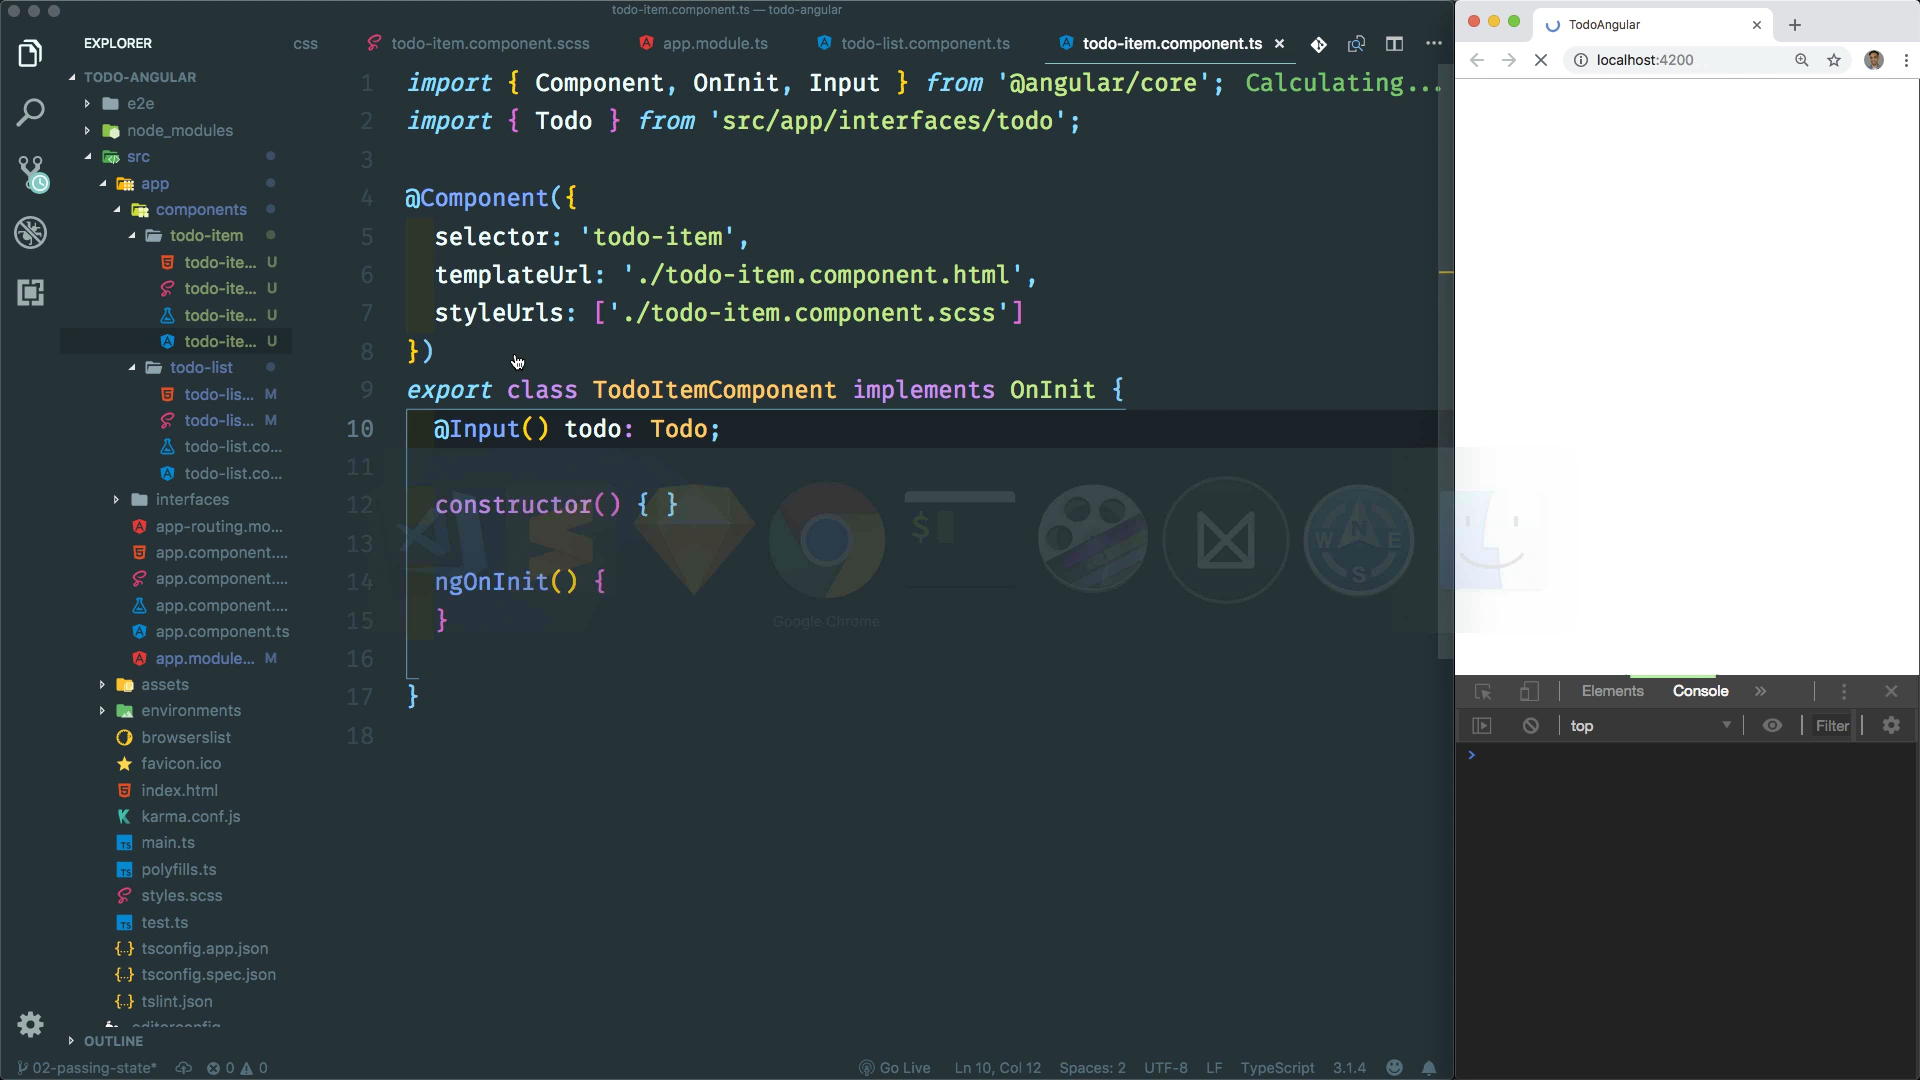 todo-item.component.ts — todo-angular
EXPLORER
css
todo-item.component.scss
app.module.ts
todo-list.component.ts
todo-item.component.ts
TODO-ANGULAR
e2e
node_modules
src
app
components
todo-item
todo-ite... U
todo-ite... U
todo-ite... U
todo-ite... U
todo-list
todo-lis... M
todo-lis... M
todo-list.co...
todo-list.co...
interfaces
app-routing.mo...
app.component....
app.component....
app.component....
app.component.ts
app.module... M
assets
environments
browserslist
favicon.ico
index.html
karma.conf.js
main.ts
polyfills.ts
styles.scss
test.ts
tsconfig.app.json
tsconfig.spec.json
tslint.json
OUTLINE
1 import { Component, OnInit, Input } from '@angular/core'; Calculating...
2 import { Todo } from 'src/app/interfaces/todo';
3
4 @Component({
5 selector: 'todo-item',
6 templateUrl: './todo-item.component.html',
7 styleUrls: ['./todo-item.component.scss']
8 })
9 export class TodoItemComponent implements OnInit {
10 @Input() todo: Todo;
11
12 constructor() { }
13
14 ngOnInit() {
15 }
16
17 }
18
$
N
W E
S
Google Chrome
02-passing-state*
0 0
Go Live
Ln 10, Col 12
Spaces: 2
UTF-8
LF
TypeScript
3.1.4
TodoAngular
localhost:4200
Elements
Console
top
Filter